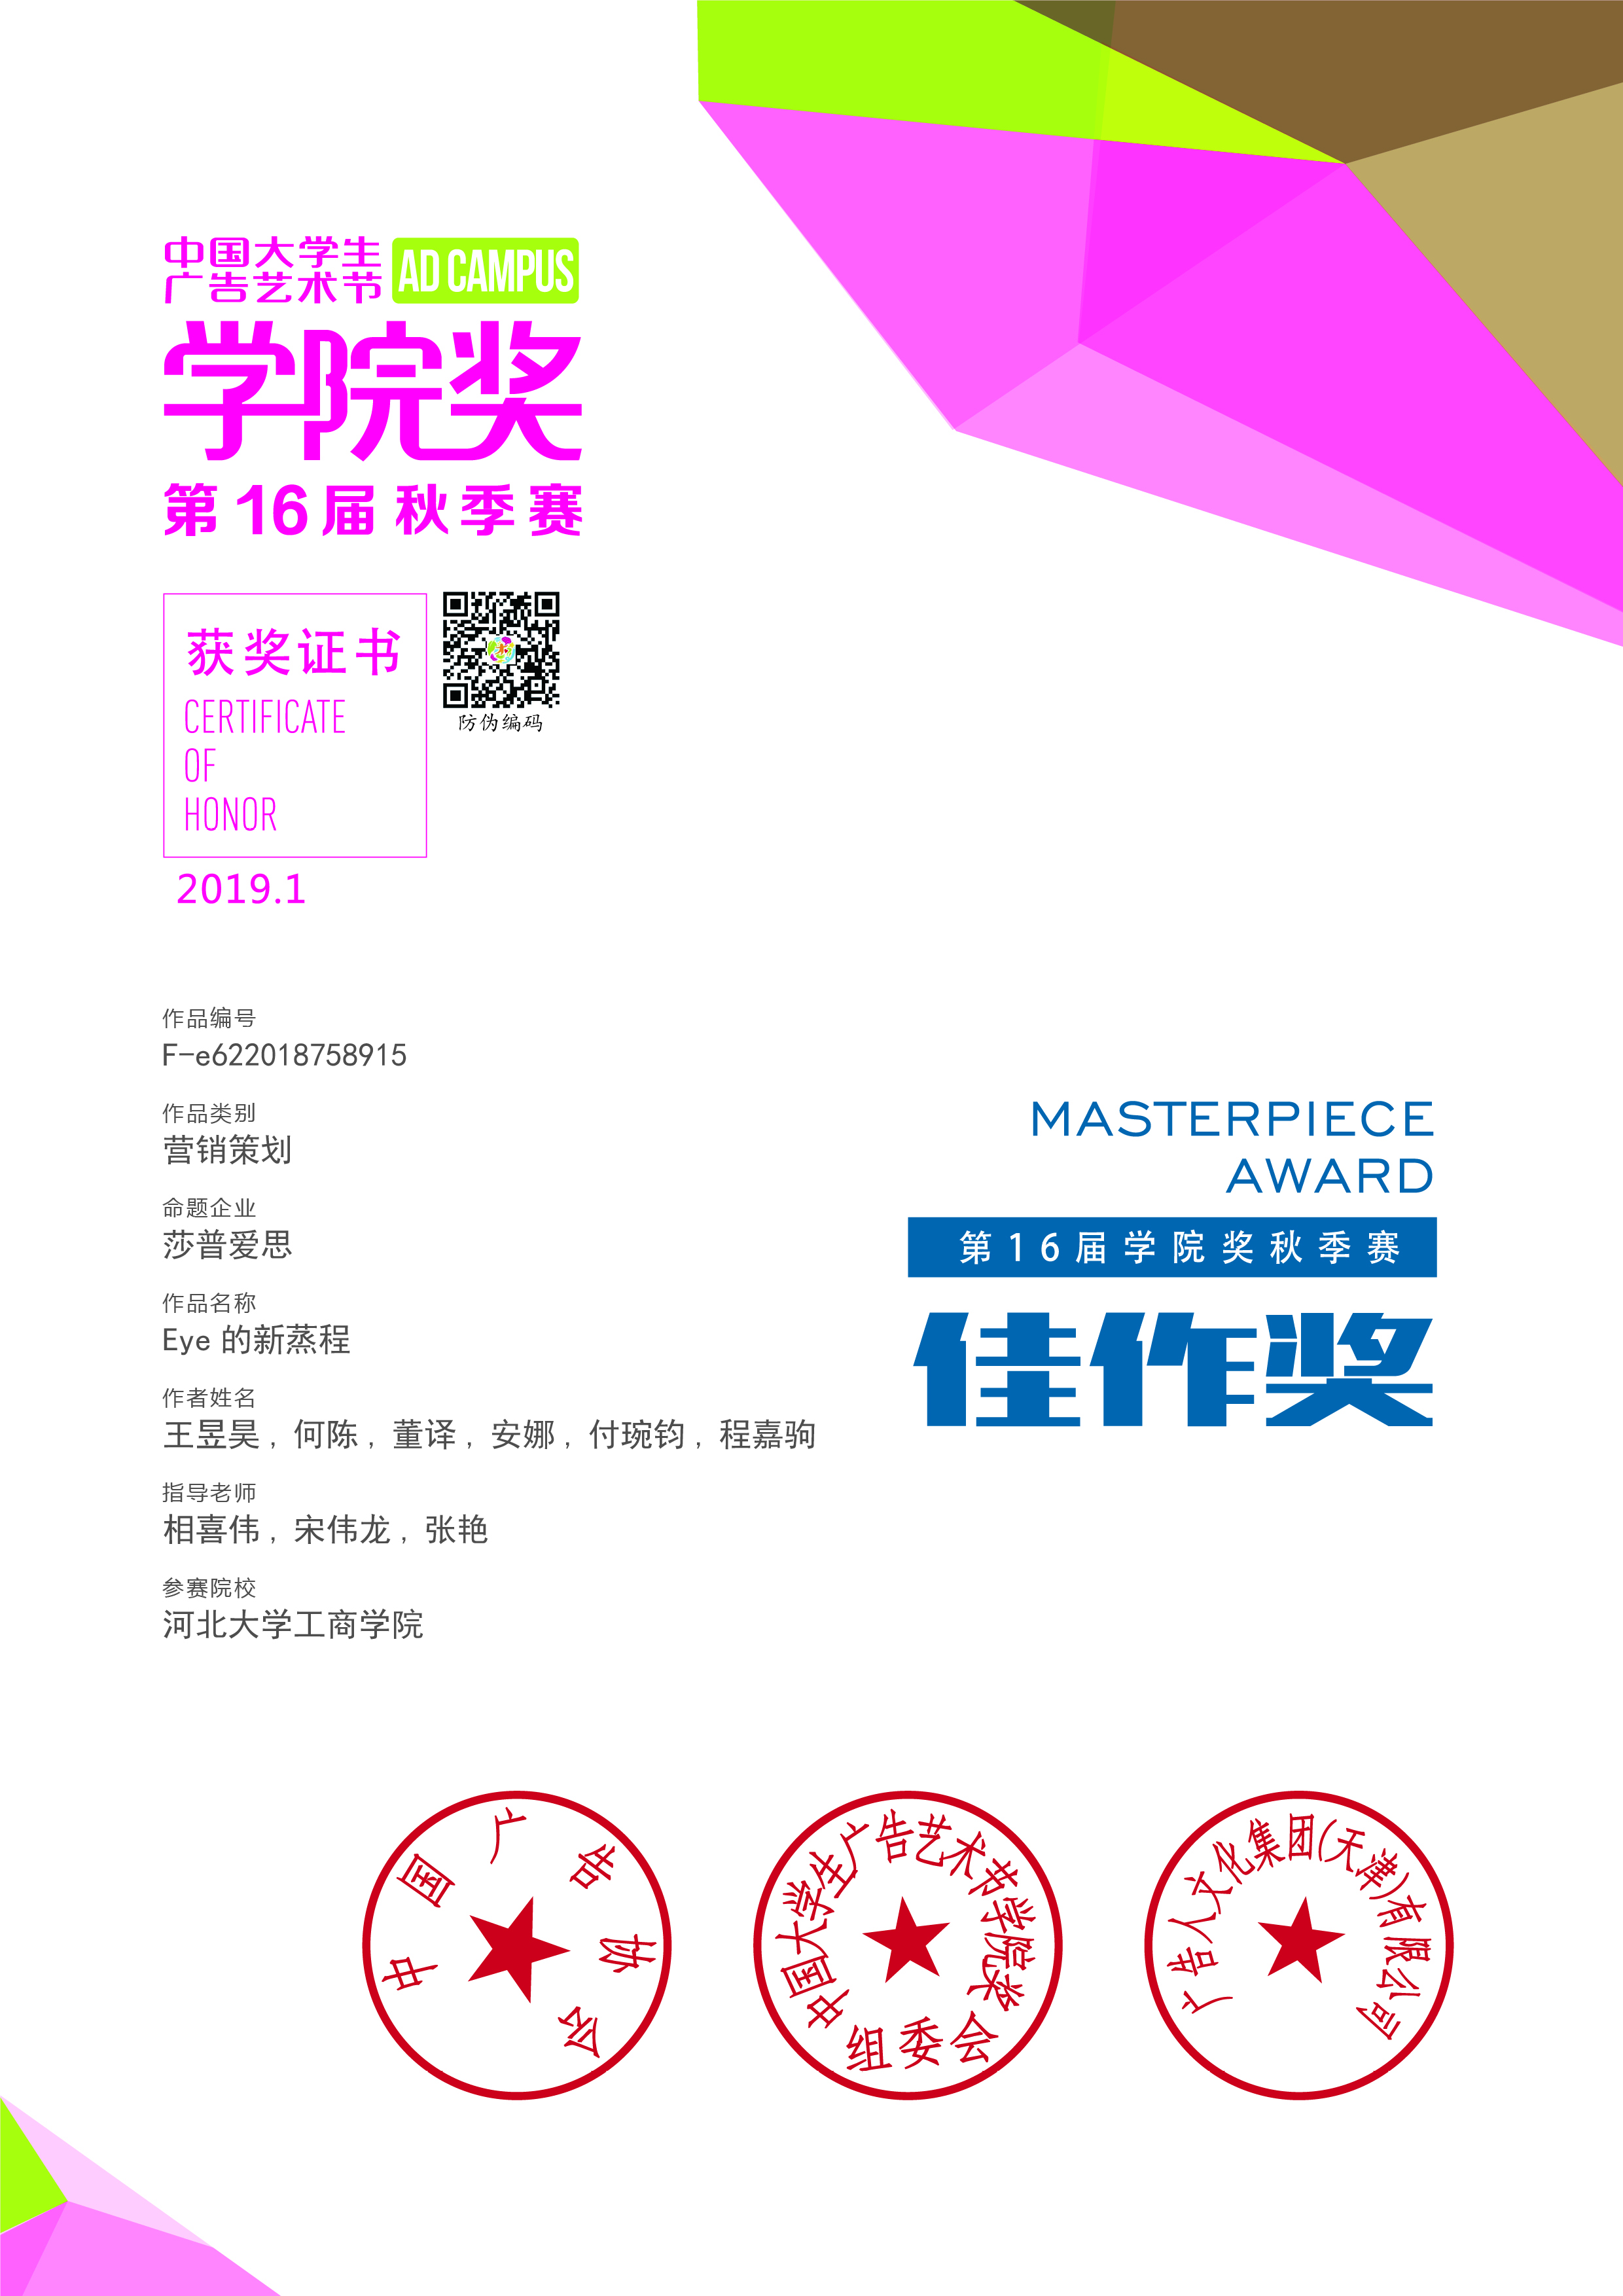 中国大学生
广告艺术节
AD CAMPUS
学院奖
第16届秋季赛
获奖证书
CERTIFICATE
OF
HONOR
防伪编码
2019.1
作品编号
F-e622018758915
作品类别
营销策划
命题企业
莎普爱思
作品名称
Eye 的新蒸程
作者姓名
王昱昊，何陈，董译，安娜，付琬钧，程嘉驹
指导老师
相喜伟，宋伟龙，张艳
参赛院校
河北大学工商学院
MASTERPIECE
AWARD
第16届学院奖秋季赛
佳作奖
中国广告协会
中国大学生广告艺术节学院奖
组委会
广告人文化集团(天津)有限公司